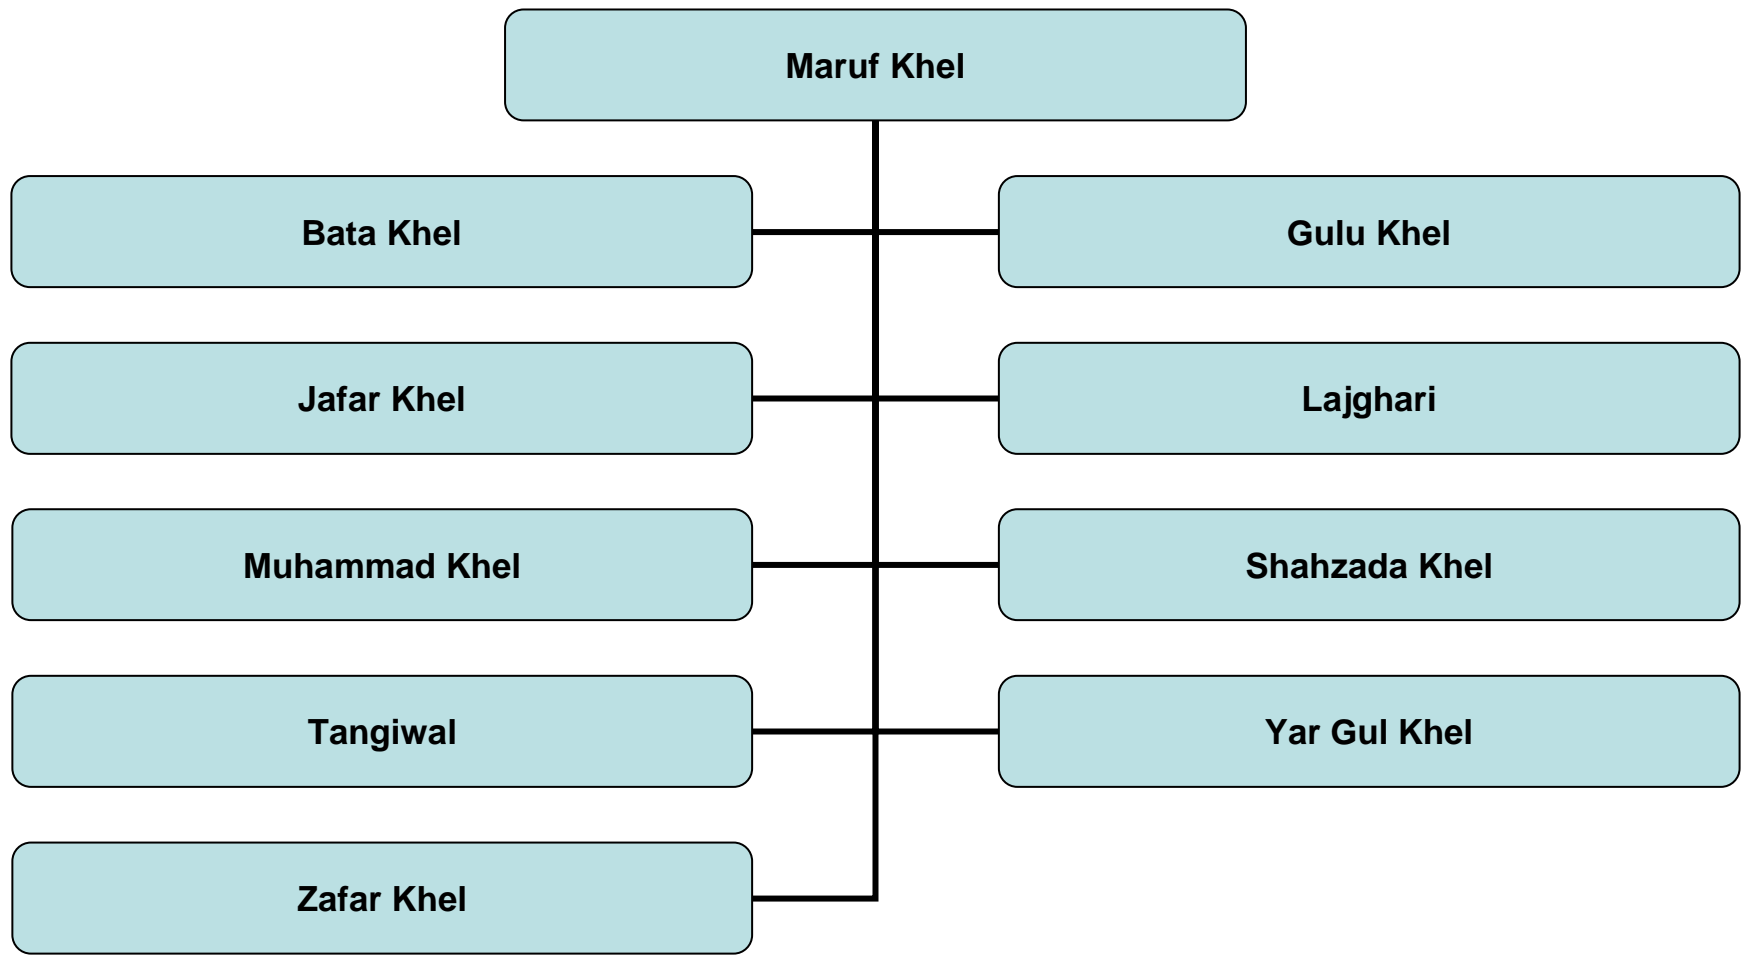 Maruf Khel
Bata Khel
Gulu Khel
Jafar Khel
Lajghari
Muhammad Khel
Shahzada Khel
Tangiwal
Yar Gul Khel
Zafar Khel